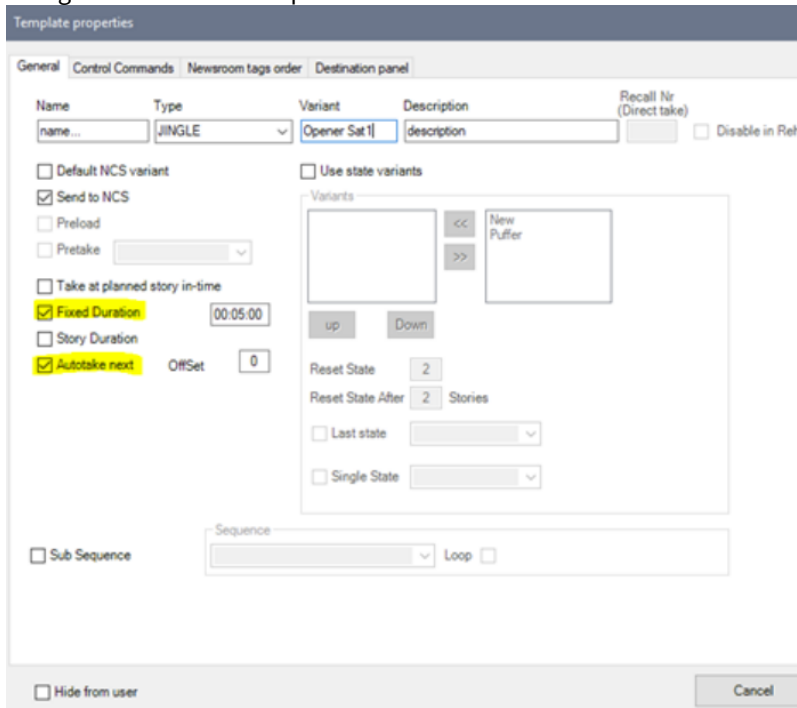 Template properties
General Control Commands Newsroom tags order Destination panel
Name Type Variant Description Recall Nr
(Direct take)
name... JINGLE Opener Sat1 description Disable in Reh
Default NCS variant Use state variants
Send to NCS Variants
Preload << New
Puffer
Pretake >>
Take at planned story in-time
Fixed Duration 00:05:00 up Down
Story Duration
Autotake next OffSet 0 Reset State 2
Reset State After 2 Stories
Last state
Single State
Sequence
Sub Sequence Loop
Hide from user Cancel